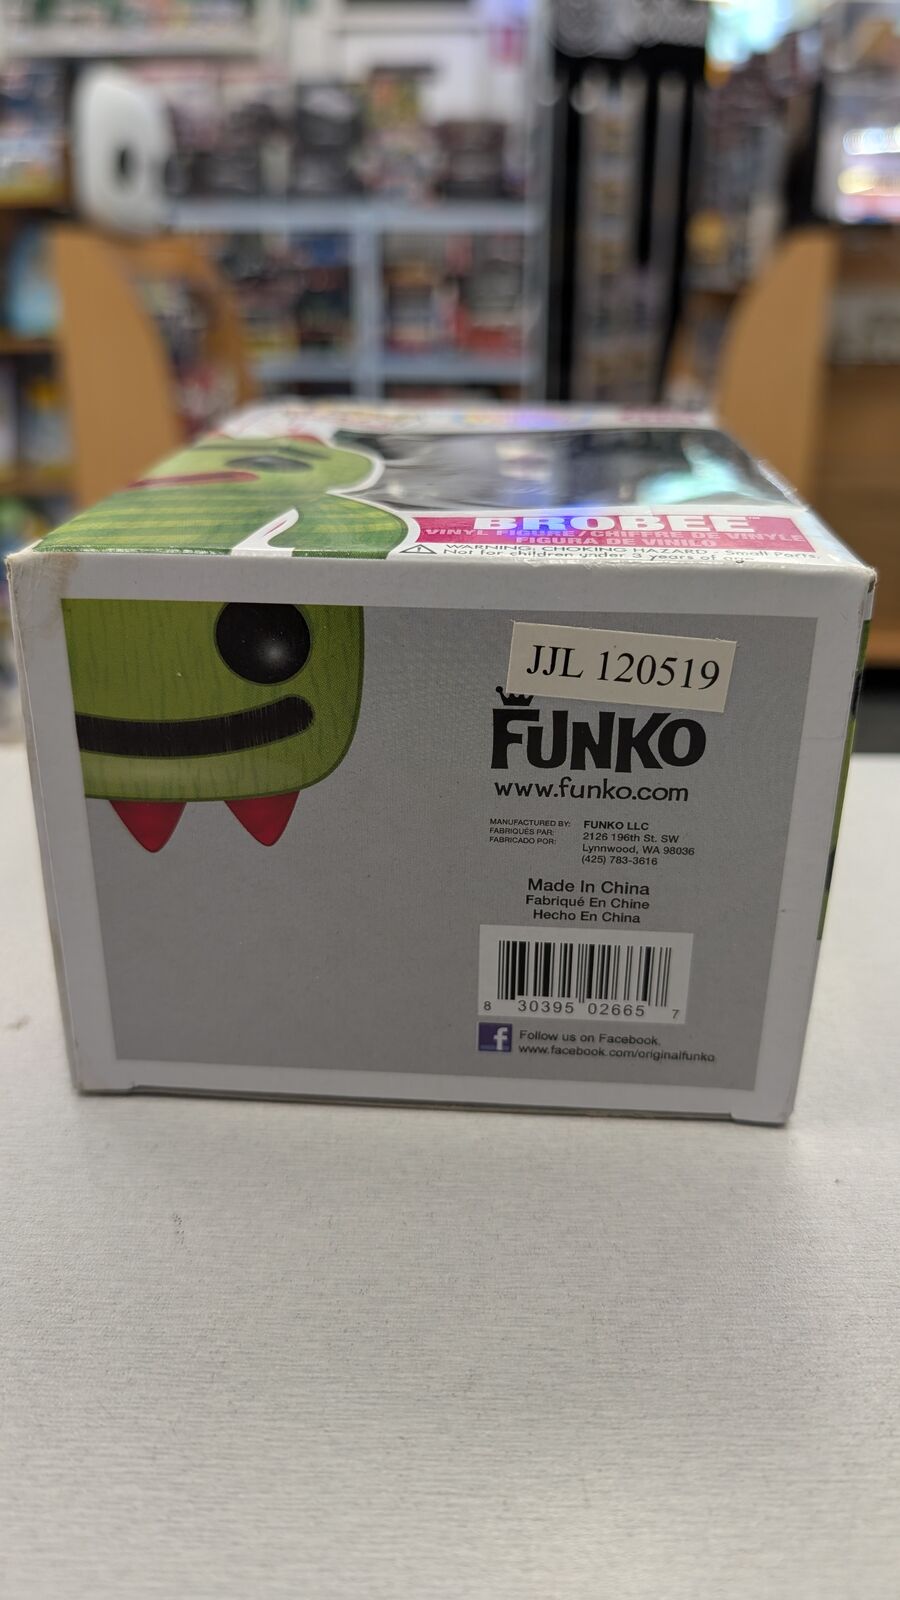 BROBEE™
VINYL FIGURE/CHIFFRE DE VINYLE
FIGURA DE VINILO
WARNING: CHOKING HAZARD - Small Parts.
Not for children under 3 years of
JJL 120519
FUNKO
www.funko.com
MANUFACTURED BY: FUNKO LLC
FABRIQUÉS PAR: 2126 196th St. SW
FABRICADO POR: Lynnwood, WA 98036
(425) 783-3616
Made In China
Fabriqué En Chine
Hecho En China
8 30395 02665 7
f Follow us on Facebook.
www.facebook.com/originalfunko